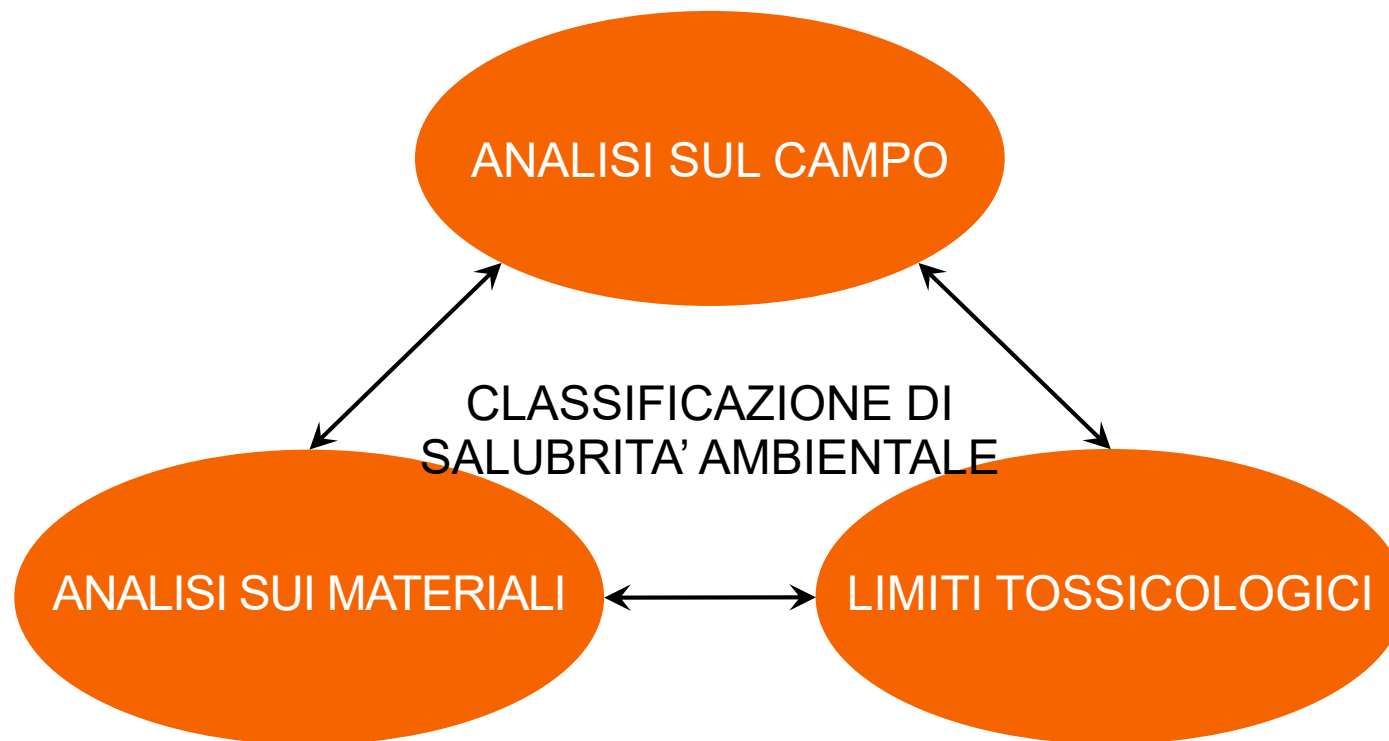 ANALISI SUL CAMPO
CLASSIFICAZIONE DI
SALUBRITA’ AMBIENTALE
ANALISI SUI MATERIALI
LIMITI TOSSICOLOGICI